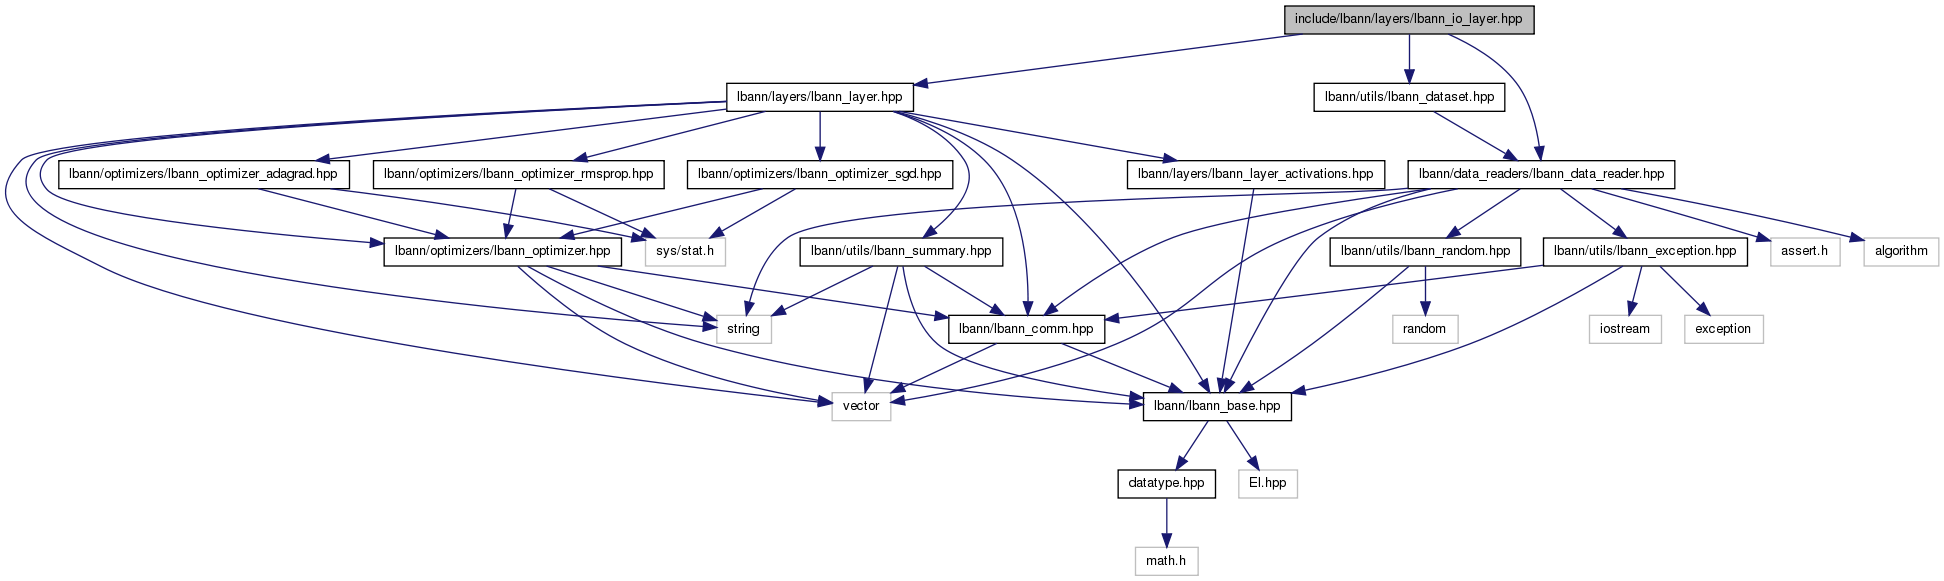 include/lbann/layers/lbann_io_layer.hpp
lbann/layers/lbann_layer.hpp
lbann/utils/lbann_dataset.hpp
lbann/optimizers/lbann_optimizer_adagrad.hpp
lbann/optimizers/lbann_optimizer_rmsprop.hpp
lbann/optimizers/lbann_optimizer_sgd.hpp
lbann/layers/lbann_layer_activations.hpp
lbann/data_readers/lbann_data_reader.hpp
lbann/optimizers/lbann_optimizer.hpp
sys/stat.h
lbann/utils/lbann_summary.hpp
lbann/utils/lbann_random.hpp
lbann/utils/lbann_exception.hpp
assert.h
algorithm
string
lbann/lbann_comm.hpp
random
iostream
exception
vector
lbann/lbann_base.hpp
datatype.hpp
El.hpp
math.h